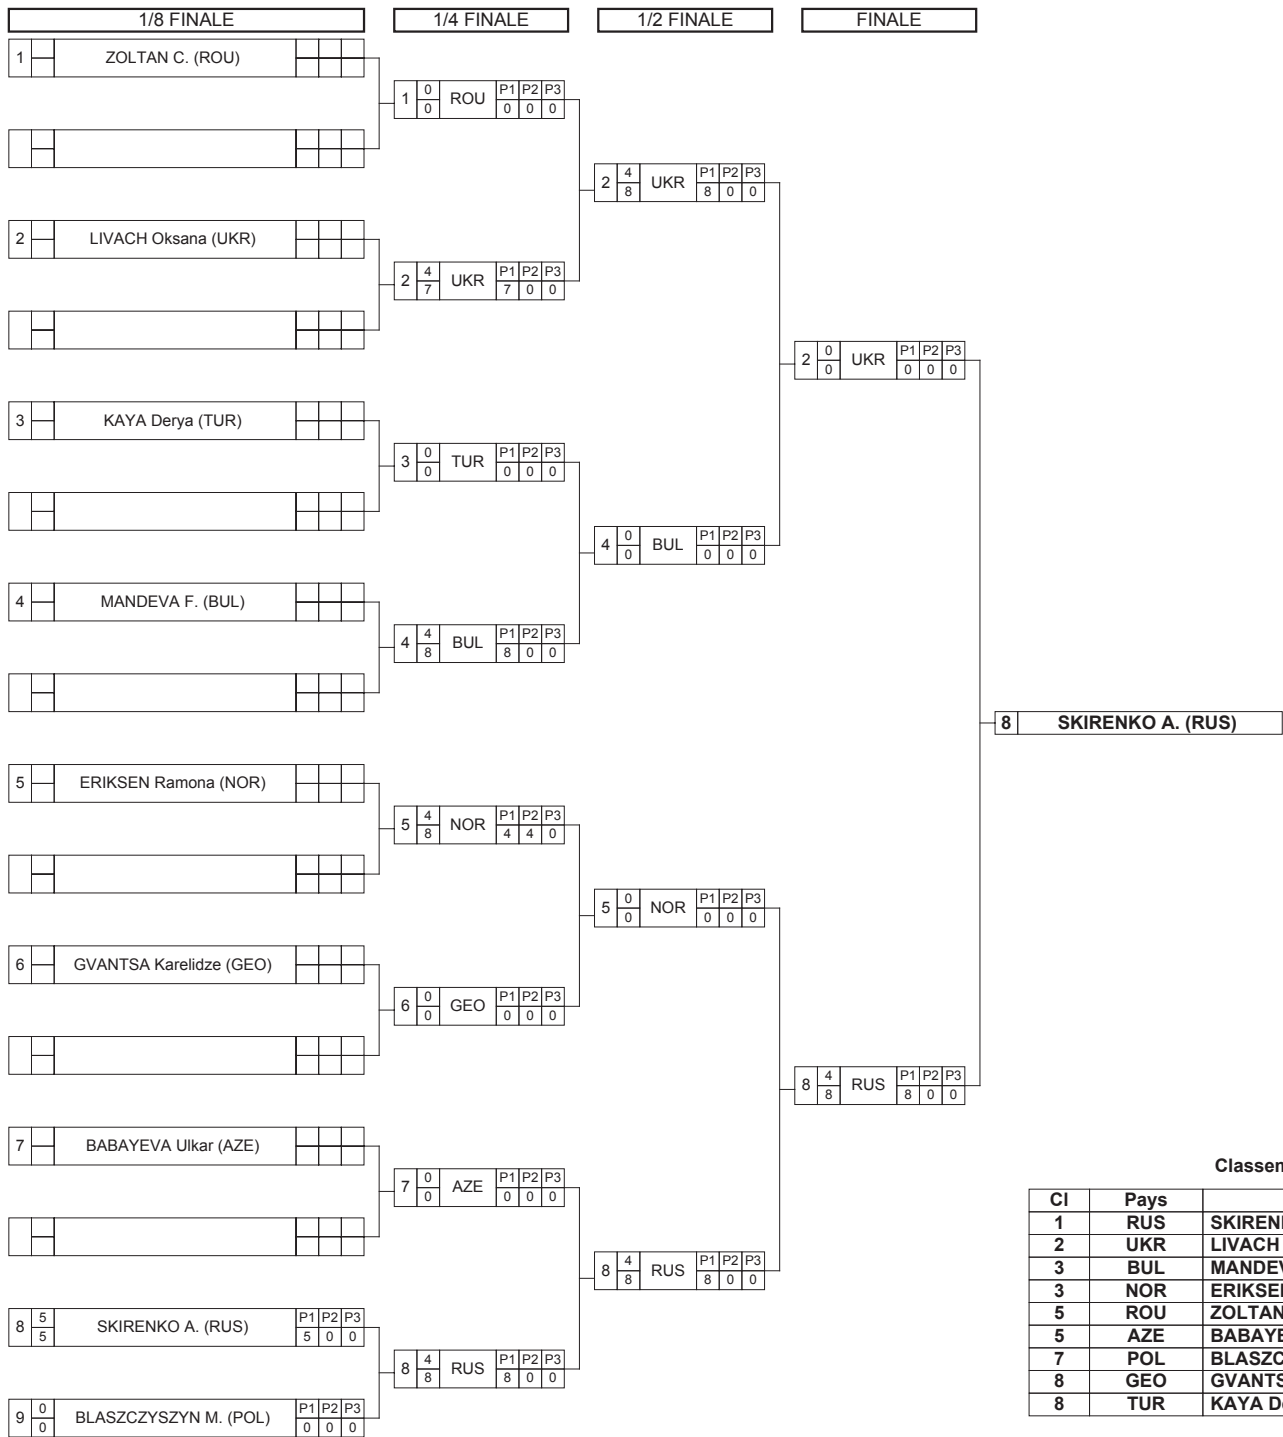 1/8 FINALE
1/4 FINALE
1/2 FINALE
FINALE
1 ZOLTAN C. (ROU)
1 0 0 ROU P1 P2 P3 0 0 0
2 4 8 UKR P1 P2 P3 8 0 0
2 LIVACH Oksana (UKR)
2 4 7 UKR P1 P2 P3 7 0 0
2 0 0 UKR P1 P2 P3 0 0 0
3 KAYA Derya (TUR)
3 0 0 TUR P1 P2 P3 0 0 0
4 0 0 BUL P1 P2 P3 0 0 0
4 MANDEVA F. (BUL)
4 4 8 BUL P1 P2 P3 8 0 0
8 SKIRENKO A. (RUS)
5 ERIKSEN Ramona (NOR)
5 4 8 NOR P1 P2 P3 4 4 0
5 0 0 NOR P1 P2 P3 0 0 0
6 GVANTSA Karelidze (GEO)
6 0 0 GEO P1 P2 P3 0 0 0
8 4 8 RUS P1 P2 P3 8 0 0
7 BABAYEVA Ulkar (AZE)
7 0 0 AZE P1 P2 P3 0 0 0
8 4 8 RUS P1 P2 P3 8 0 0
8 5 5 SKIRENKO A. (RUS) P1 P2 P3 5 0 0
8 4 8 RUS P1 P2 P3 8 0 0
9 0 0 BLASZCZYSZYN M. (POL) P1 P2 P3 0 0 0
Classen
Cl Pays
1 RUS SKIREN
2 UKR LIVACH
3 BUL MANDEV
3 NOR ERIKSE
5 ROU ZOLTAN
5 AZE BABAYE
7 POL BLASZC
8 GEO GVANTS
8 TUR KAYA D